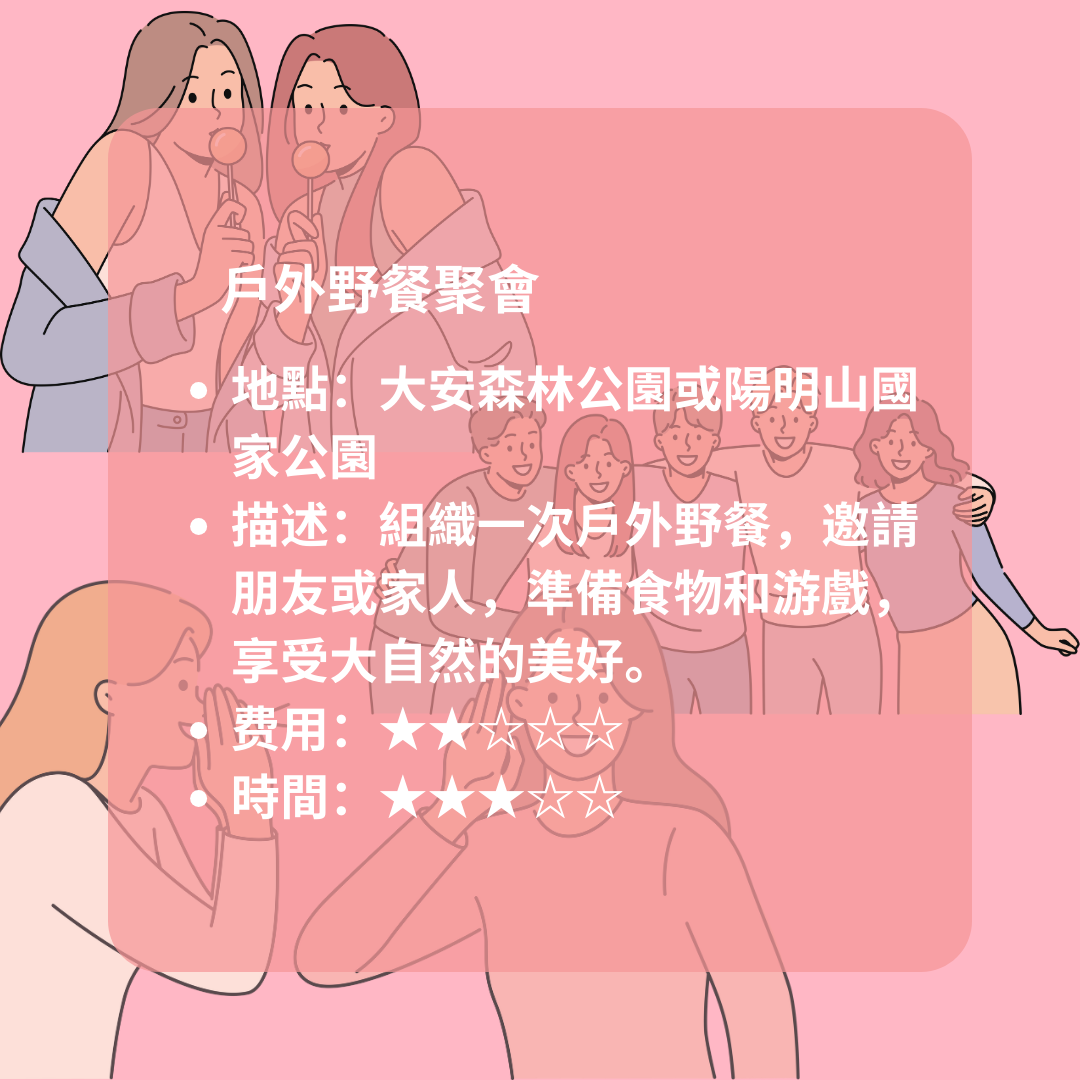 戶外野餐聚會
• 地點：大安森林公園或陽明山國
家公園
• 描述：組織一次戶外野餐，邀請
朋友或家人，準備食物和游戲，
享受大自然的美好。
• 费用：★★☆☆☆
• 時間：★★★☆☆